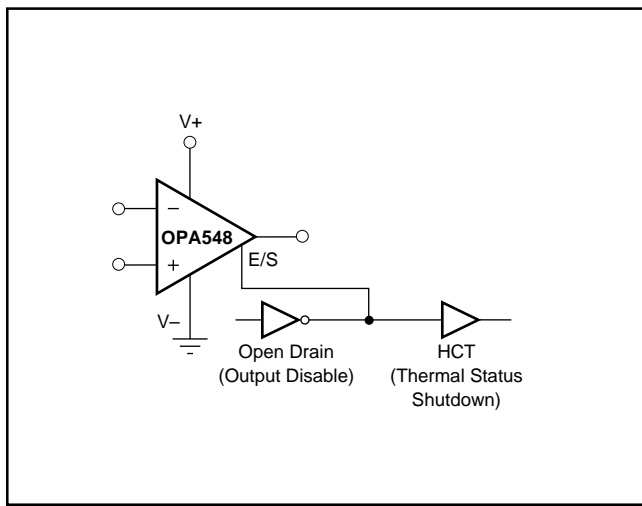 V+
−
OPA548
+
E/S
V–
Open Drain
(Output Disable)
HCT
(Thermal Status
Shutdown)